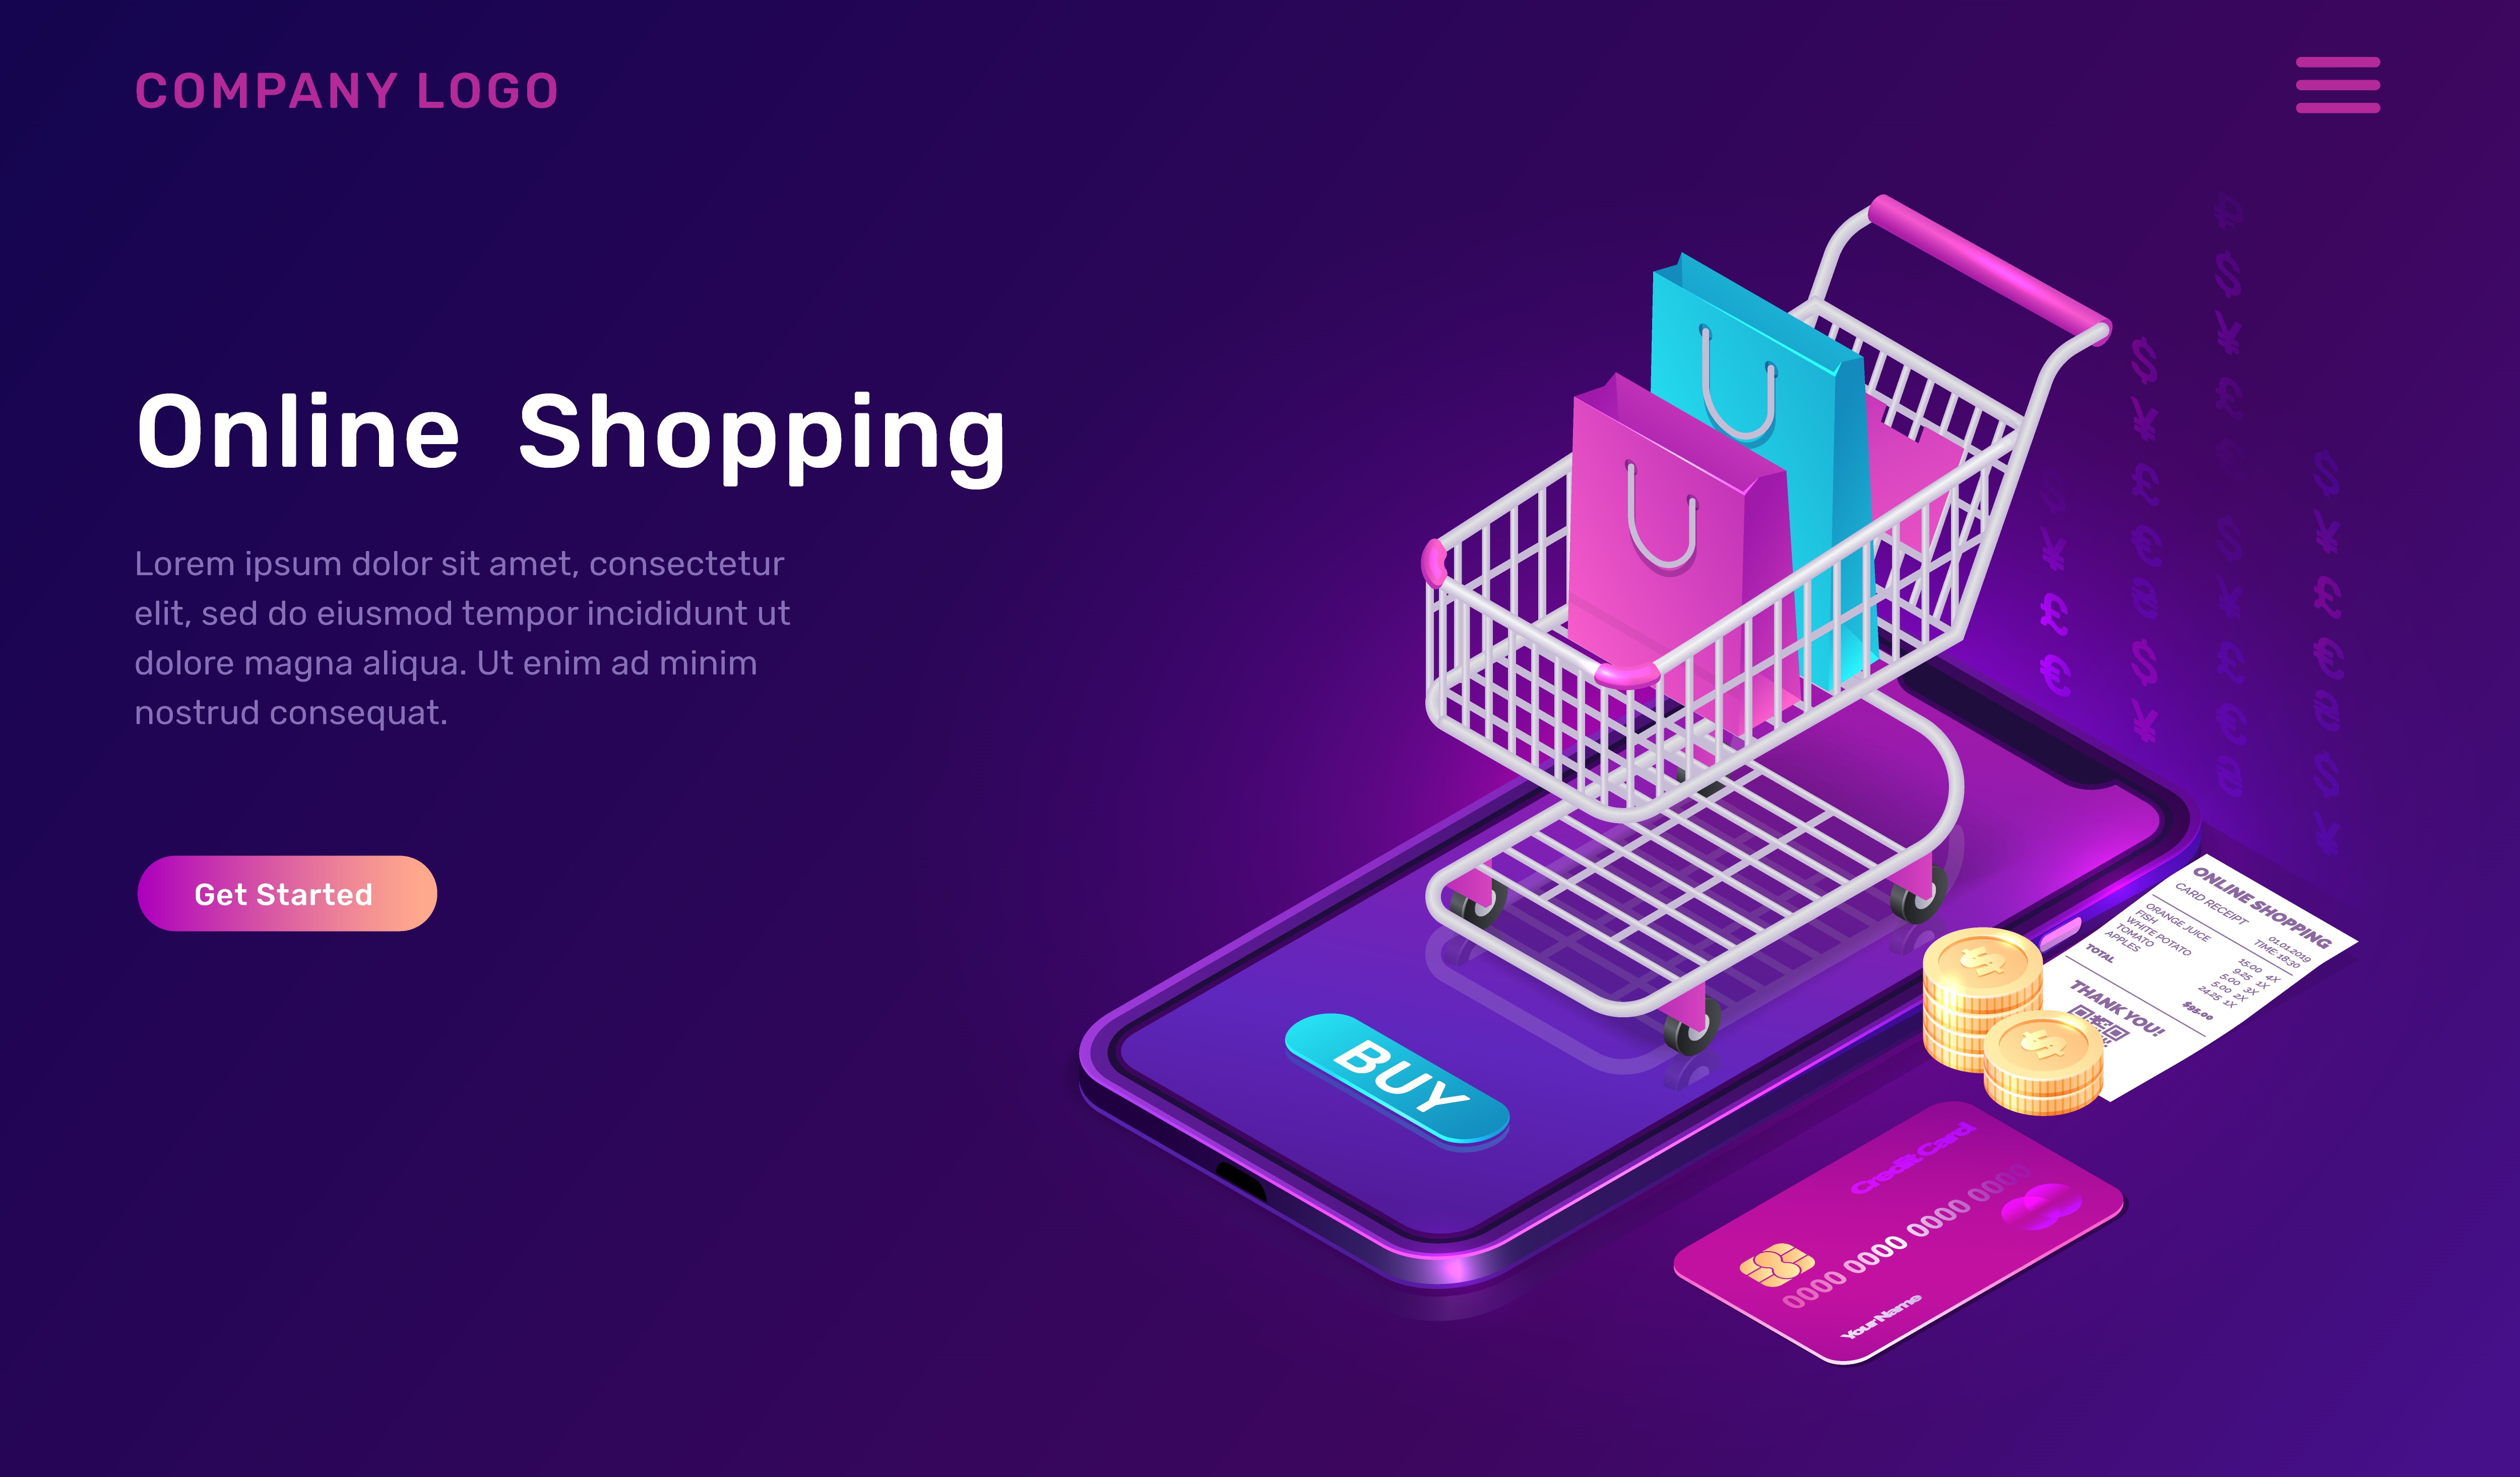 COMPANY LOGO
Online Shopping
Lorem ipsum dolor sit amet, consectetur
elit, sed do eiusmod tempor incididunt ut
dolore magna aliqua. Ut enim ad minim
nostrud consequat.
Get Started
BUY
ONLINE SHOPPING
CARD RECEIPT
01.01.2019
TIME: 18:30
ORANGE JUICE 15.00 4X
FISH 9.25 1X
WHITE POTATO 5.00 3X
TOMATO 5.00 2X
APPLES 24.25 1X
TOTAL $95.00
THANK YOU!
Credit Card
0000 0000 0000 0000
Your Name
$ ¥ £ €
$ ¥ £ € @ $ ¥
@ $ ¥ £ € $ ¥ £ € @
$ ¥ £ € @ $ ¥